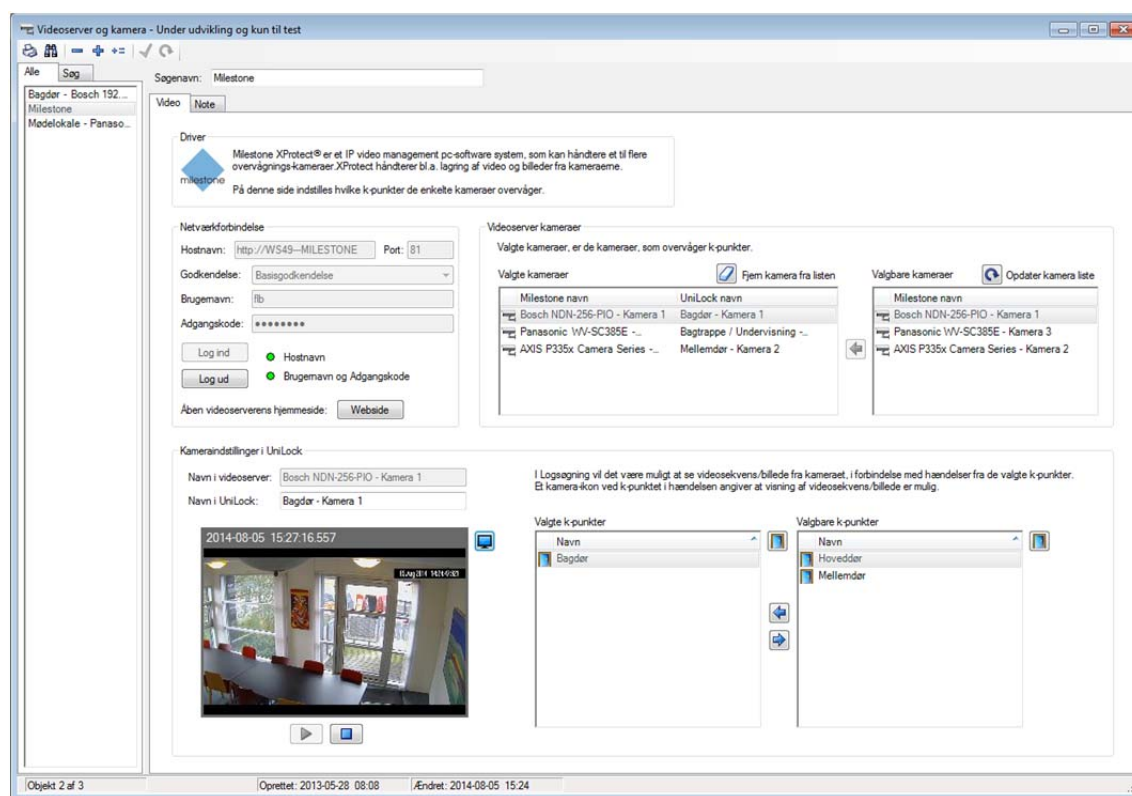 Videoserver og kamera - Under udvikling og kun til test
Alle
Søg
Bagdør - Bosch 192....
Milestone
Mødelokale - Panaso...
Søgenavn: Milestone
Video
Note
Driver
milestone
Milestone XProtect® er et IP video management pc-software system, som kan håndtere et til flere
overvågnings-kameraer.XProtect håndterer bl.a. lagring af video og billeder fra kameraerne.
På denne side indstilles hvilke k-punkter de enkelte kameraer overvåger.
Netværkforbindelse
Hostnavn: http://WS49---MILESTONE Port: 81
Godkendelse: Basisgodkendelse
Brugernavn: flb
Adgangskode: ●●●●●●●●
Log ind
Hostnavn
Log ud
Brugernavn og Adgangskode
Åben videoserverens hjemmeside: Webside
Videoserver kameraer
Valgte kameraer, er de kameraer, som overvåger k-punkter.
Valgte kameraer
Fjern kamera fra listen
Milestone navn UniLock navn
Bosch NDN-256-PIO - Kamera 1 Bagdør - Kamera 1
Panasonic WV-SC385E -... Bagtrappe / Undervisning -...
AXIS P335x Camera Series -... Mellemdør - Kamera 2
Valgbare kameraer
Opdater kamera liste
Milestone navn
Bosch NDN-256-PIO - Kamera 1
Panasonic WV-SC385E - Kamera 3
AXIS P335x Camera Series - Kamera 2
Kameraindstillinger i UniLock
Navn i videoserver: Bosch NDN-256-PIO - Kamera 1
Navn i UniLock: Bagdør - Kamera 1
2014-08-05 15:27:16.557
I Logsøgning vil det være muligt at se videosekvens/billede fra kameraet, i forbindelse med hændelser fra de valgte k-punkter.
Et kamera-ikon ved k-punktet i hændelsen angiver at visning af videosekvens/billede er mulig.
Valgte k-punkter
Navn
Bagdør
Valgbare k-punkter
Navn
Hoveddør
Mellemdør
Objekt 2 af 3
Oprettet: 2013-05-28 08:08
Ændret: 2014-08-05 15:24